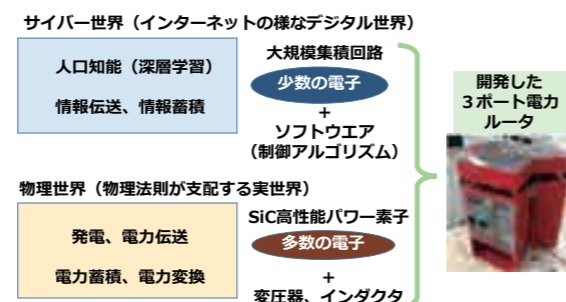 サイバー世界（インターネットの様なデジタル世界）
人口知能（深層学習）
情報伝送、情報蓄積
大規模集積回路
少数の電子
+
ソフトウエア
（制御アルゴリズム）
物理世界（物理法則が支配する実世界）
発電、電力伝送
電力蓄積、電力変換
SiC高性能パワー素子
多数の電子
+
変圧器、インダクタ
開発した
３ポート電力
ルータ